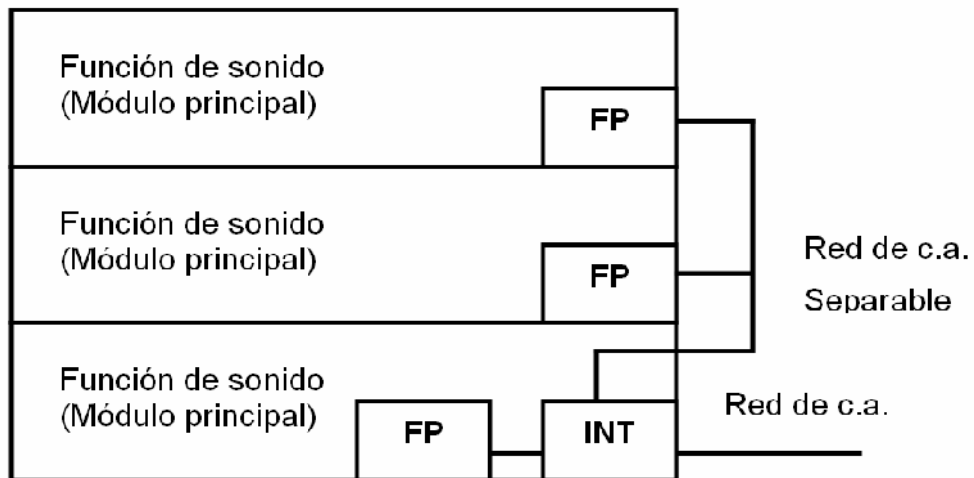 Función de sonido
(Módulo principal)
FP
Función de sonido
(Módulo principal)
FP
Red de c.a.
Separable
Función de sonido
(Módulo principal)
FP
INT
Red de c.a.